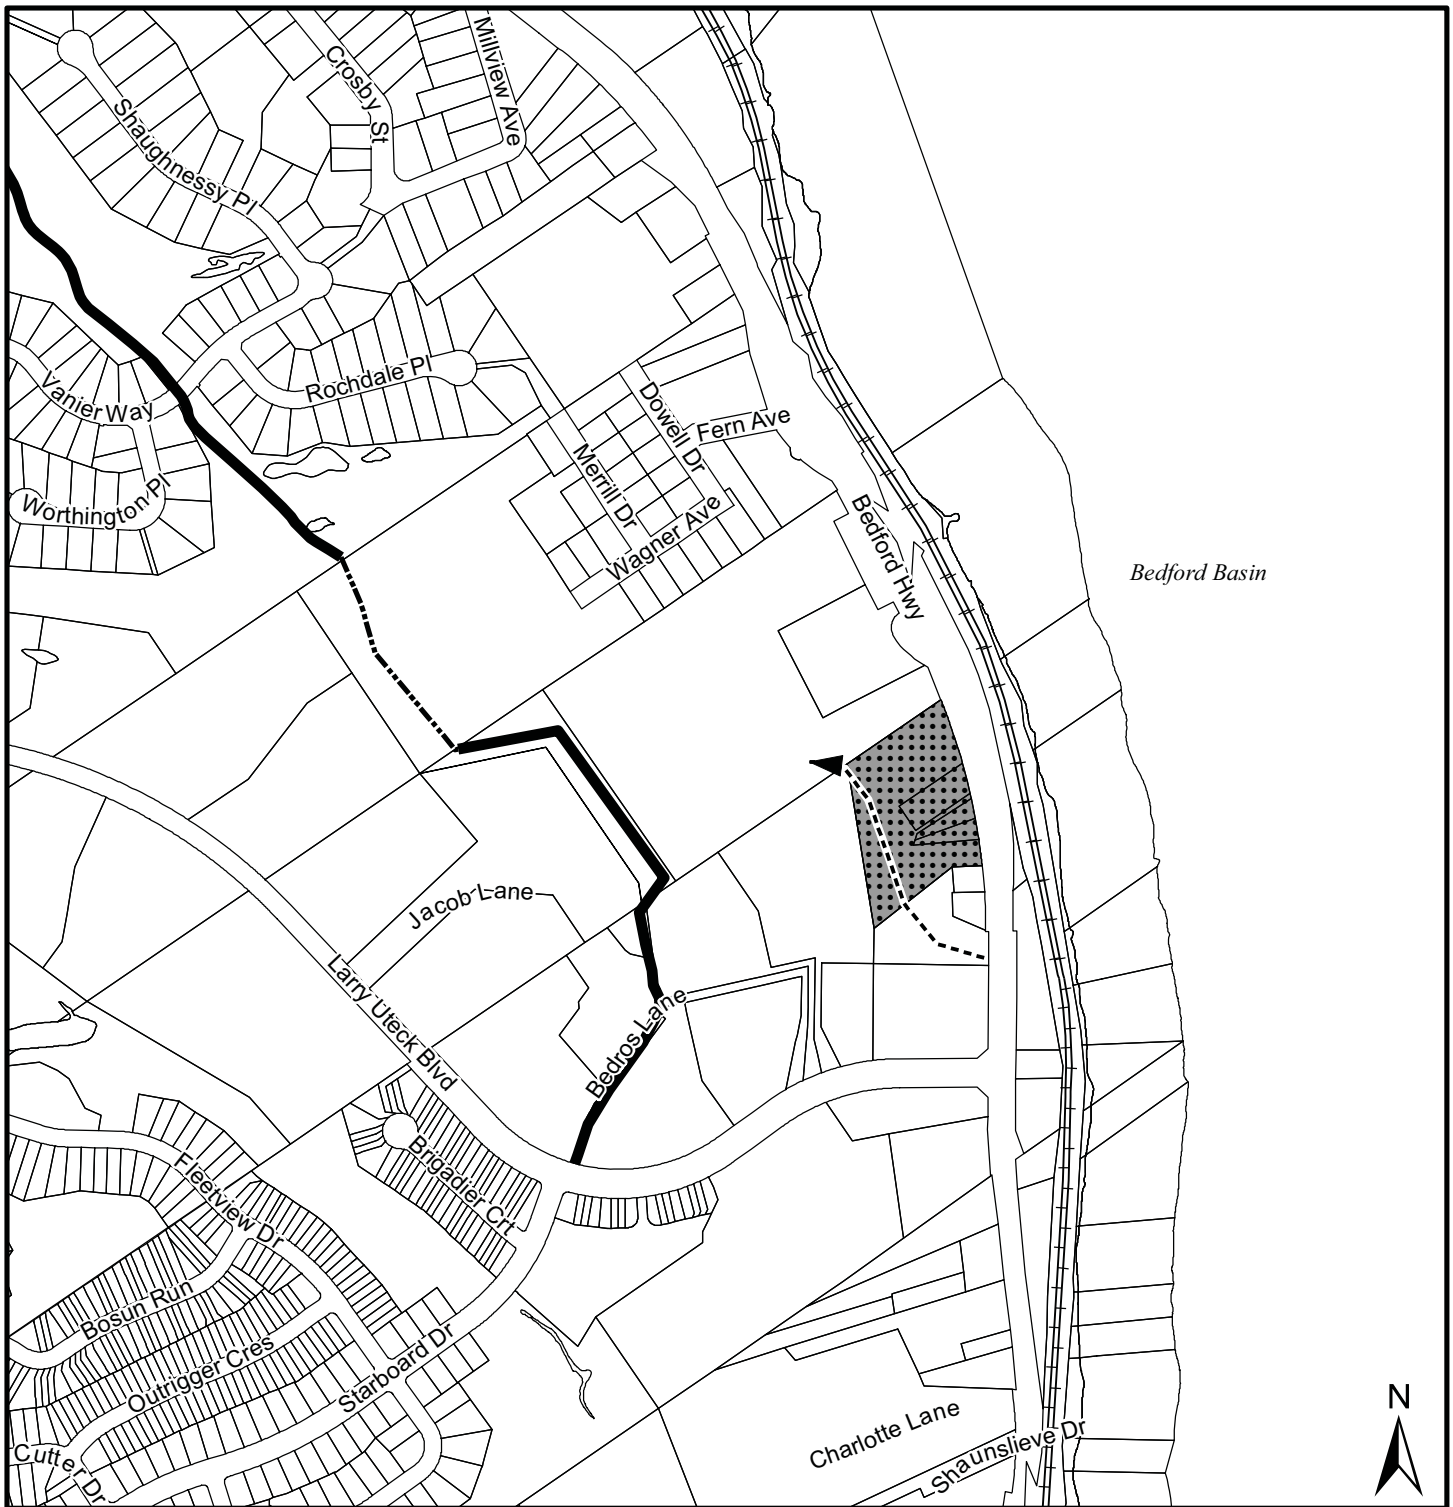 Millview Ave
Crosby St
Shaughnessy Pl
Rochdale Pl
Vanier Way
Dowell Dr
Fern Ave
Merrill Dr
Worthington Pl
Wagner Ave
Bedford Hwy
Bedford Basin
Jacob Lane
Larry Uteck Blvd
Bedros Lane
Brigadier Crt
Fleetview Dr
Bosun Run
Outrigger Cres
Starboard Dr
Cutter Dr
Charlotte Lane
Shaunslieve Dr
N